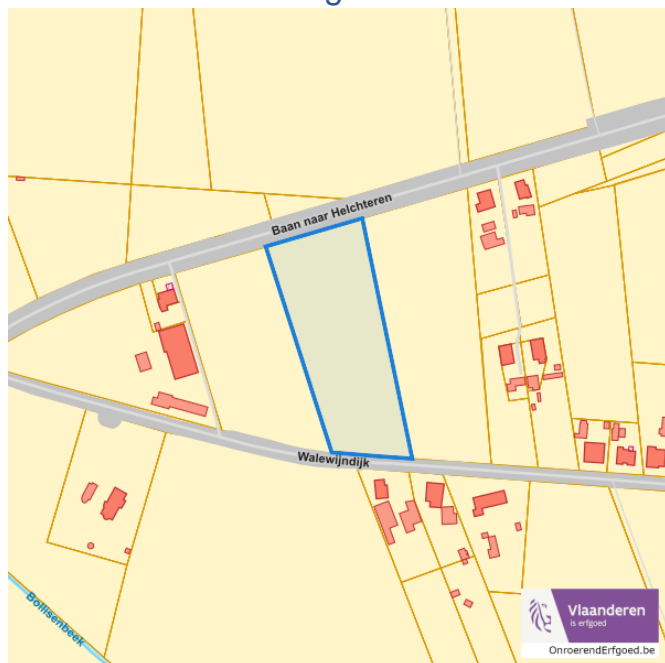 Baan naar Helchteren
Walewijndijk
Bollisenbeek
Vlaanderen
is erfgoed
OnroerendErfgoed.be